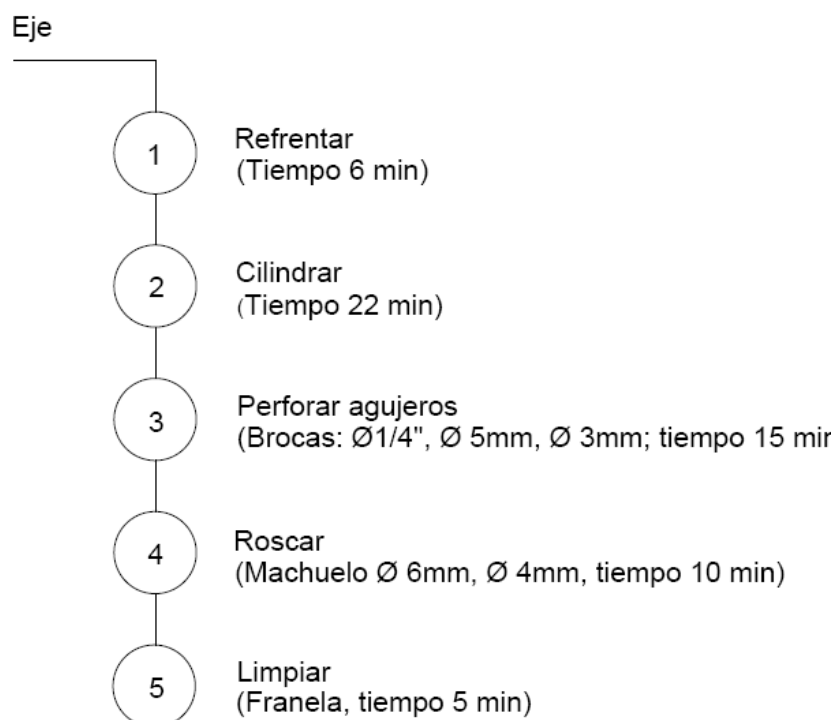 Eje
1
Refrentar
(Tiempo 6 min)
2
Cilindrar
(Tiempo 22 min)
3
Perforar agujeros
(Brocas: Ø1/4", Ø 5mm, Ø 3mm; tiempo 15 min
4
Roscar
(Machuelo Ø 6mm, Ø 4mm, tiempo 10 min)
5
Limpiar
(Franela, tiempo 5 min)